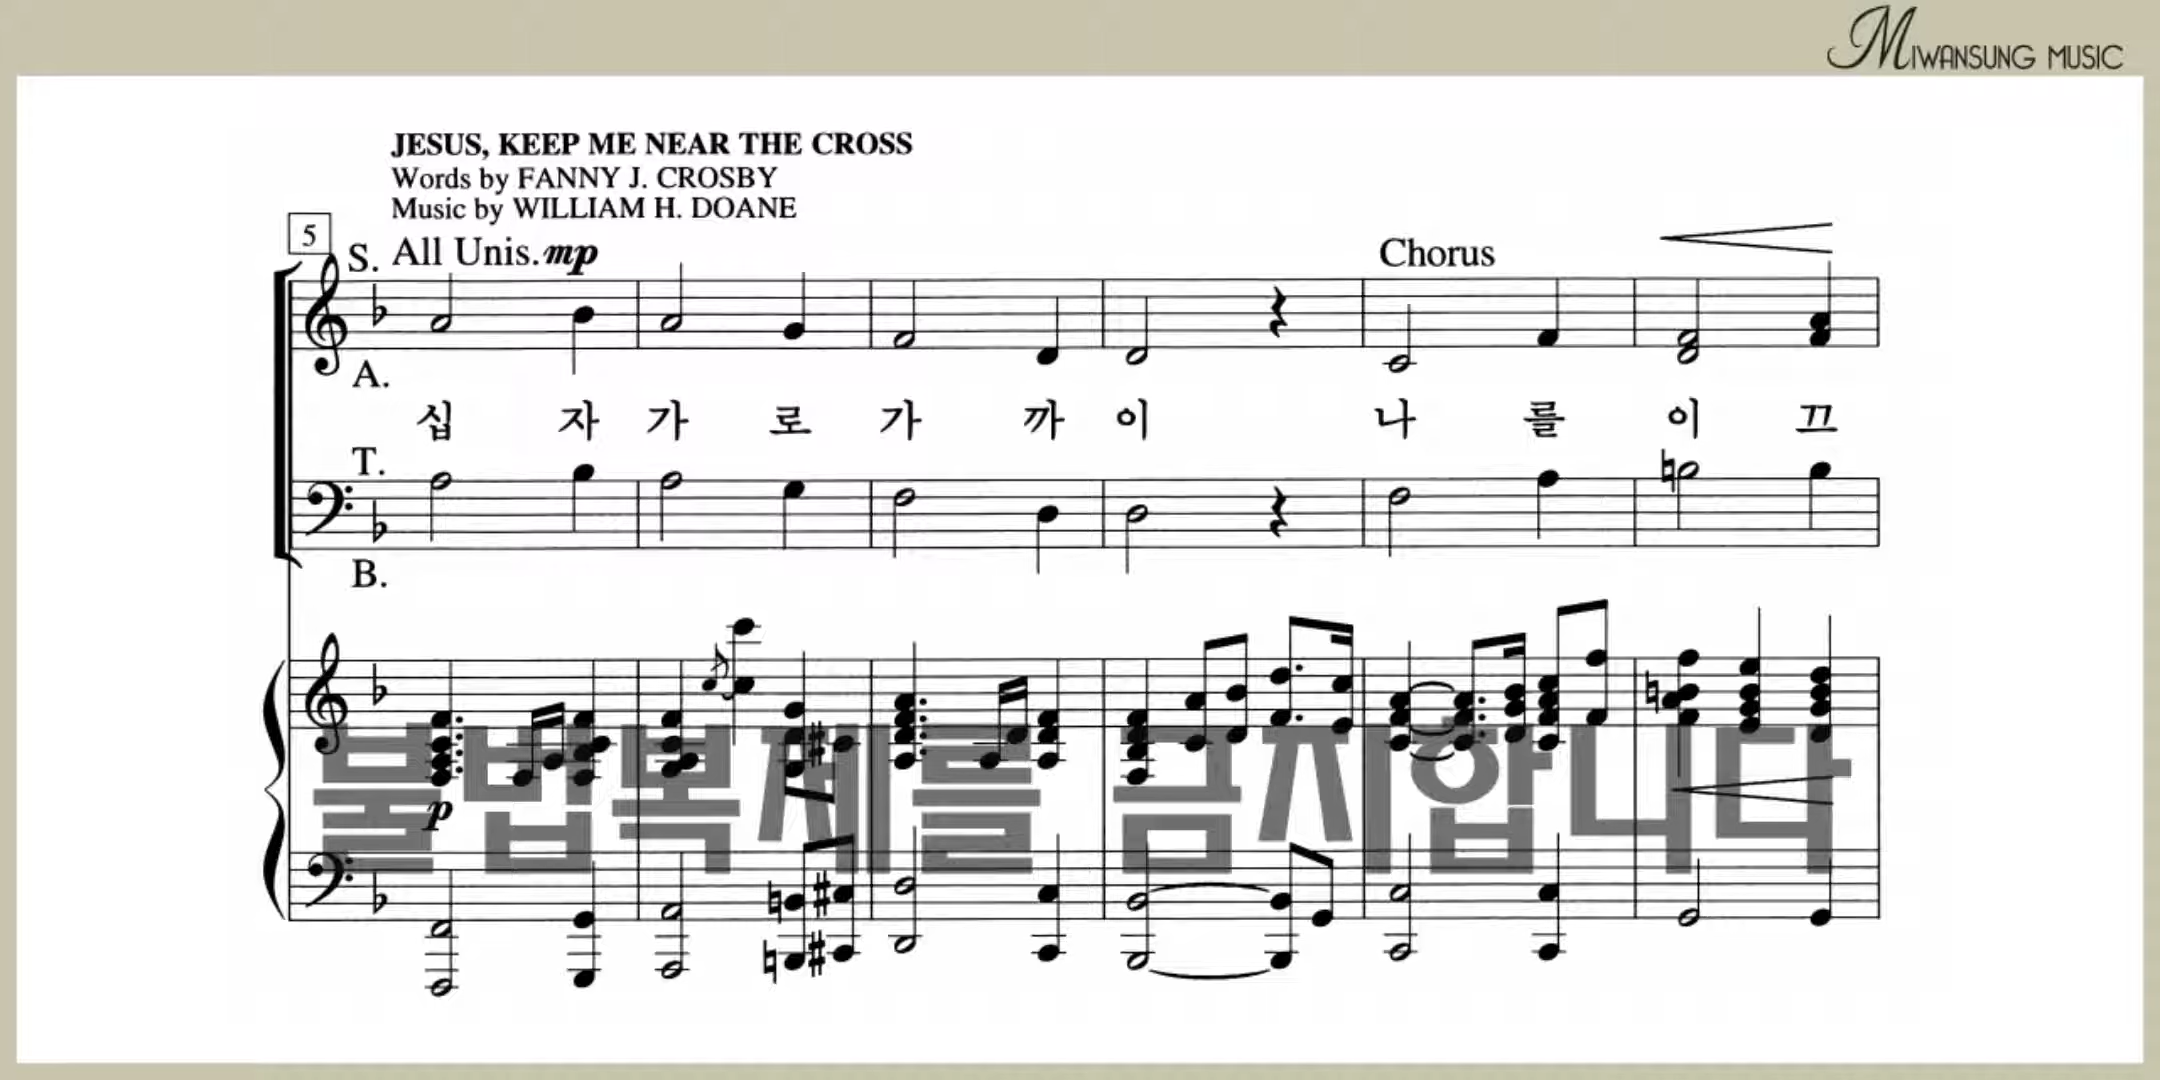 MIWANSUNG MUSIC
JESUS, KEEP ME NEAR THE CROSS
Words by FANNY J. CROSBY
Music by WILLIAM H. DOANE
5
S. All Unis. mp
Chorus
A.
십 자 가 로 가 까 이 나 를 이 끄
T.
B.
p
불법복제를 금지합니다